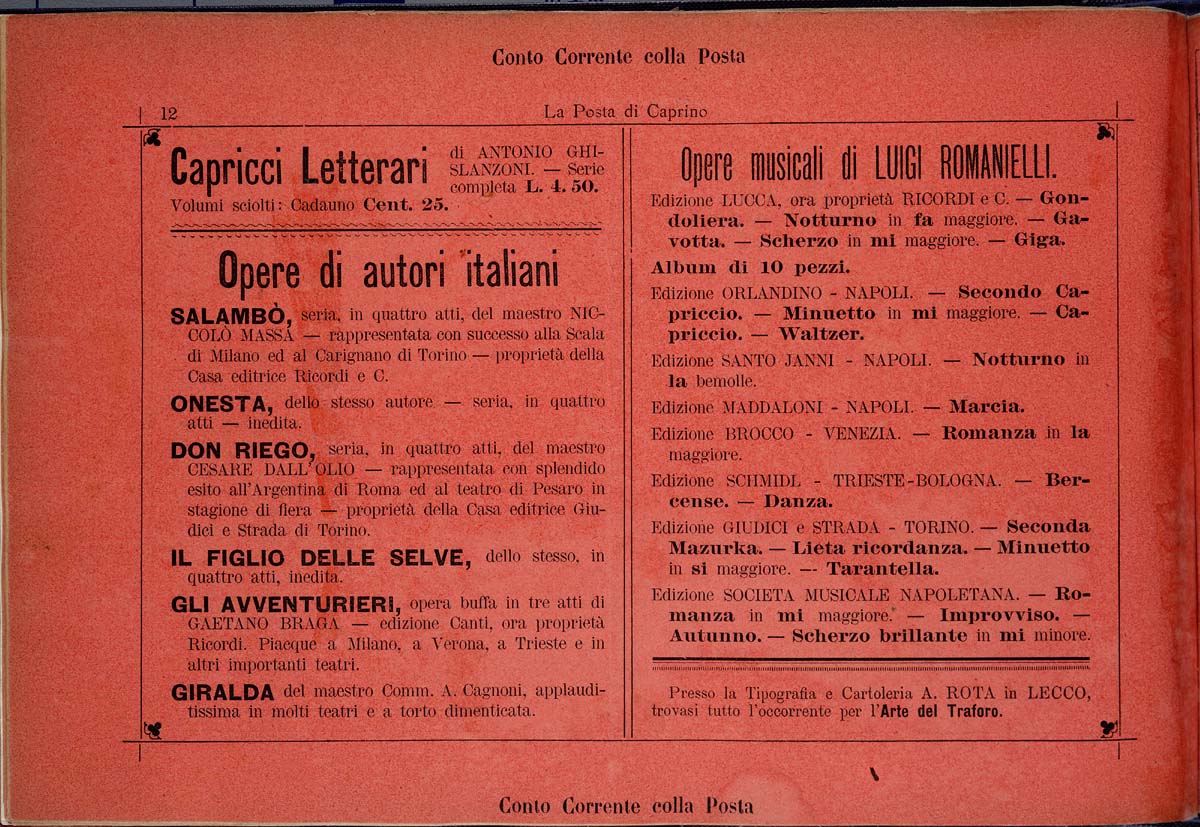 Conto Corrente colla Posta
12
La Posta di Caprino
Capricci Letterari
di ANTONIO GHI-
SLANZONI. — Serie
completa L. 4. 50.
Volumi sciolti: Cadauno Cent. 25.
Opere di autori italiani
SALAMBÒ, seria, in quattro atti, del maestro NIC-
COLÒ MASSA — rappresentata con successo alla Scala
di Milano ed al Carignano di Torino — proprietà della
Casa editrice Ricordi e C.
ONESTA, dello stesso autore — seria, in quattro
atti — inedita.
DON RIEGO, seria, in quattro atti, del maestro
CESARE DALL'OLIO — rappresentata con splendido
esito all'Argentina di Roma ed al teatro di Pesaro in
stagione di fiera — proprietà della Casa editrice Giu-
dici e Strada di Torino.
IL FIGLIO DELLE SELVE, dello stesso, in
quattro atti, inedita.
GLI AVVENTURIERI, opera buffa in tre atti di
GAETANO BRAGA — edizione Canti, ora proprietà
Ricordi. Piacque a Milano, a Verona, a Trieste e in
altri importanti teatri.
GIRALDA del maestro Comm. A. Cagnoni, applaudi-
tissima in molti teatri e a torto dimenticata.
Opere musicali di LUIGI ROMANIELLI.
Edizione LUCCA, ora proprietà RICORDI e C. — Gon-
doliera. — Notturno in fa maggiore. — Ga-
votta. — Scherzo in mi maggiore. — Giga.
Album di 10 pezzi.
Edizione ORLANDINO - NAPOLI. — Secondo Ca-
priccio. — Minuetto in mi maggiore. — Ca-
priccio. — Waltzer.
Edizione SANTO JANNI - NAPOLI. — Notturno in
la bemolle.
Edizione MADDALONI - NAPOLI. — Marcia.
Edizione BROCCO - VENEZIA. — Romanza in la
maggiore.
Edizione SCHMIDL - TRIESTE-BOLOGNA. — Ber-
cense. — Danza.
Edizione GIUDICI e STRADA - TORINO. — Seconda
Mazurka. — Lieta ricordanza. — Minuetto
in si maggiore. — Tarantella.
Edizione SOCIETA MUSICALE NAPOLETANA. — Ro-
manza in mi maggiore. — Improvviso. —
Autunno. — Scherzo brillante in mi minore.
Presso la Tipografia e Cartoleria A. ROTA in LECCO,
trovasi tutto l'occorrente per l'Arte del Traforo.
Conto Corrente colla Posta